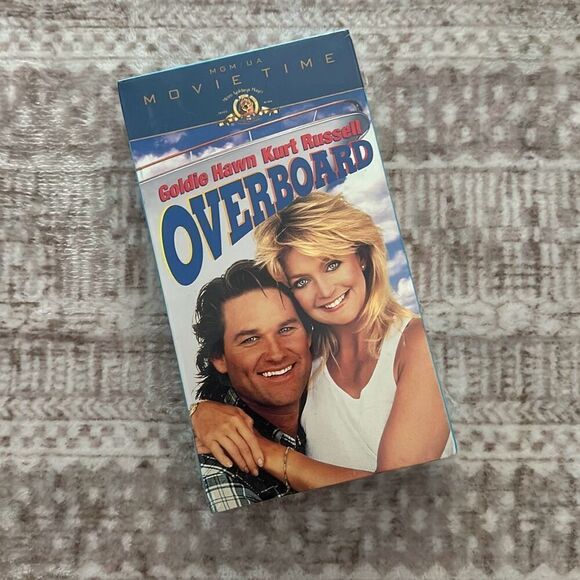 MGM/UA
MOVIE TIME
Goldie Hawn Kurt Russell
OVERBOARD